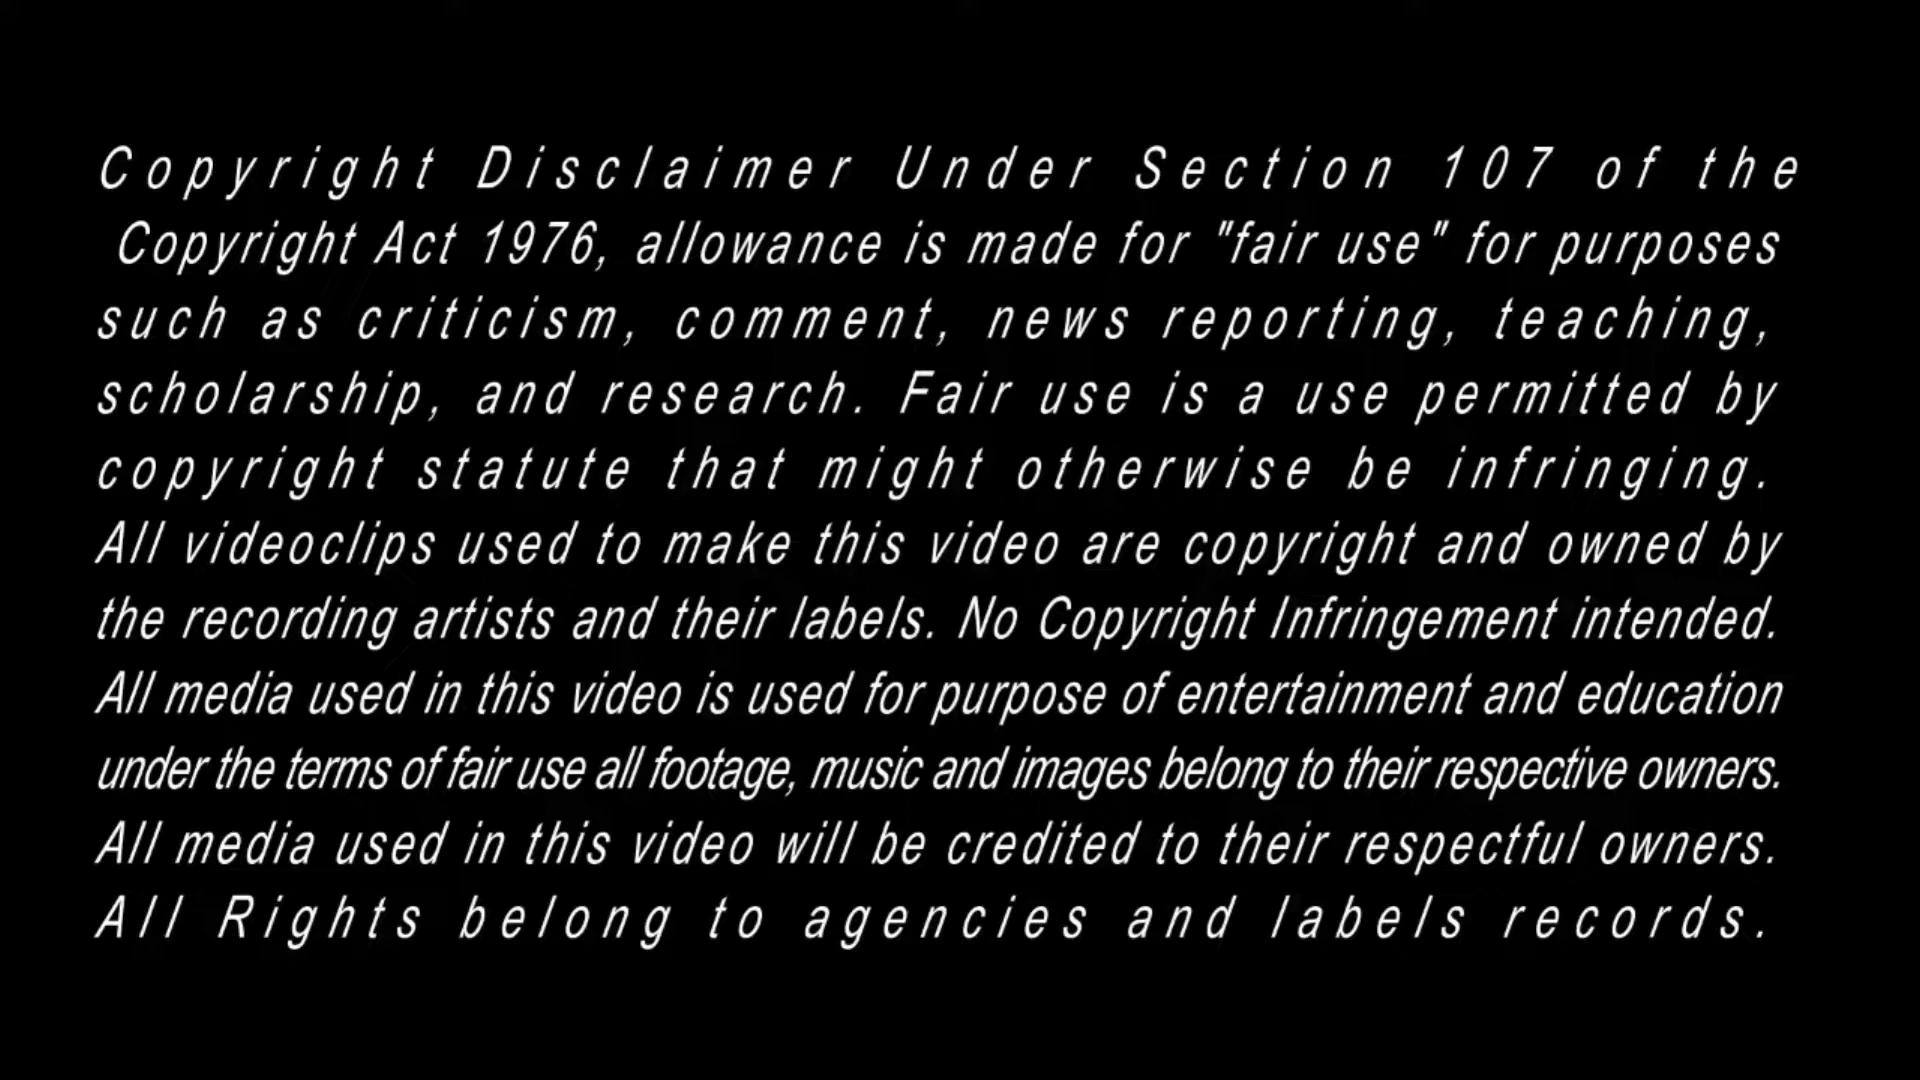 Copyright Disclaimer Under Section 107 of the
Copyright Act 1976, allowance is made for "fair use" for purposes
such as criticism, comment, news reporting, teaching,
scholarship, and research. Fair use is a use permitted by
copyright statute that might otherwise be infringing.
All videoclips used to make this video are copyright and owned by
the recording artists and their labels. No Copyright Infringement intended.
All media used in this video is used for purpose of entertainment and education
under the terms of fair use all footage, music and images belong to their respective owners.
All media used in this video will be credited to their respectful owners.
All Rights belong to agencies and labels records.